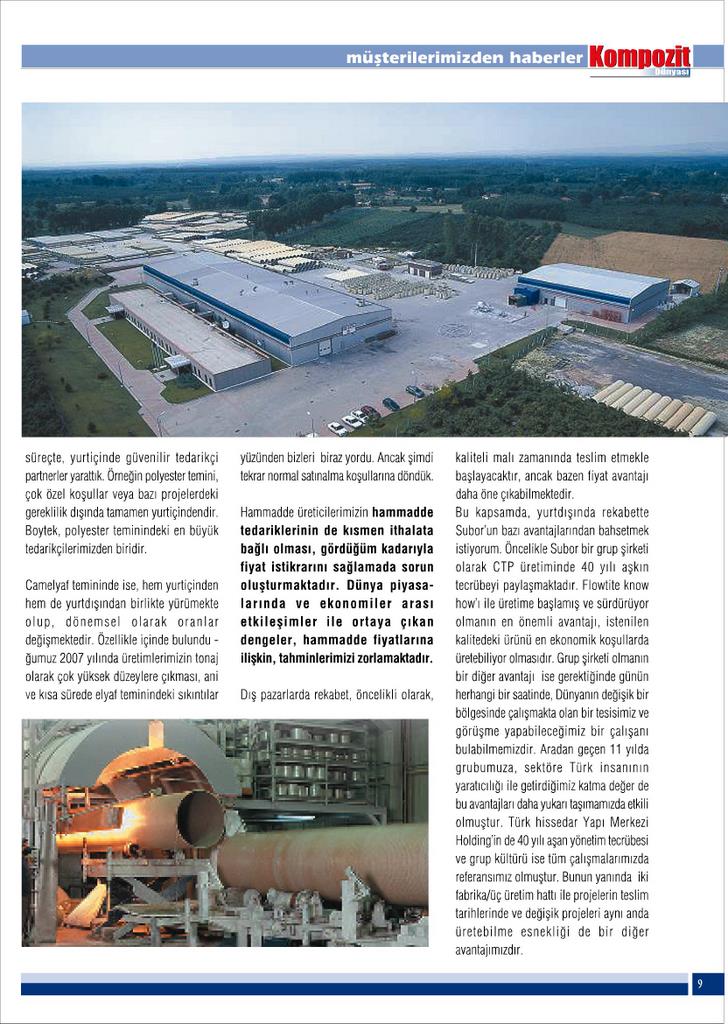 müşterilerimizden haberler Kompozit
Dünyası
süreçte, yurtiçinde güvenilir tedarikçi
partnerler yarattık. Örneğin polyester temini,
çok özel koşullar veya bazı projelerdeki
gereklilik dışında tamamen yurtiçindendir.
Boytek, polyester teminindeki en büyük
tedarikçilerimizden biridir.
Camelyaf temininde ise, hem yurtiçinden
hem de yurtdışından birlikte yürümekte
olup, dönemsel olarak oranlar
değişmektedir. Özellikle içinde bulundu -
ğumuz 2007 yılında üretimlerimizin tonaj
olarak çok yüksek düzeylere çıkması, ani
ve kısa sürede elyaf teminindeki sıkıntılar
yüzünden bizleri biraz yordu. Ancak şimdi
tekrar normal satınalma koşullarına döndük.
Hammadde üreticilerimizin hammadde
tedariklerinin de kısmen ithalata
bağlı olması, gördüğüm kadarıyla
fiyat istikrarını sağlamada sorun
oluşturmaktadır. Dünya piyasa-
larında ve ekonomiler arası
etkileşimler ile ortaya çıkan
dengeler, hammadde fiyatlarına
ilişkin, tahminlerimizi zorlamaktadır.
Dış pazarlarda rekabet, öncelikli olarak,
kaliteli malı zamanında teslim etmekle
başlayacaktır, ancak bazen fiyat avantajı
daha öne çıkabilmektedir.
Bu kapsamda, yurtdışında rekabette
Subor'un bazı avantajlarından bahsetmek
istiyorum. Öncelikle Subor bir grup şirketi
olarak CTP üretiminde 40 yılı aşkın
tecrübeyi paylaşmaktadır. Flowtite know
how'ı ile üretime başlamış ve sürdürüyor
olmanın en önemli avantajı, istenilen
kalitedeki ürünü en ekonomik koşullarda
üretebiliyor olmasıdır. Grup şirketi olmanın
bir diğer avantajı ise gerektiğinde günün
herhangi bir saatinde, Dünyanın değişik bir
bölgesinde çalışmakta olan bir tesisimiz ve
görüşme yapabileceğimiz bir çalışanı
bulabilmemizdir. Aradan geçen 11 yılda
grubumuza, sektöre Türk insanının
yaratıcılığı ile getirdiğimiz katma değer de
bu avantajları daha yukarı taşımamızda etkili
olmuştur. Türk hissedar Yapı Merkezi
Holding'in de 40 yılı aşan yönetim tecrübesi
ve grup kültürü ise tüm çalışmalarımızda
referansımız olmuştur. Bunun yanında iki
fabrika/üç üretim hattı ile projelerin teslim
tarihlerinde ve değişik projeleri aynı anda
üretebilme esnekliği de bir diğer
avantajımızdır.
9